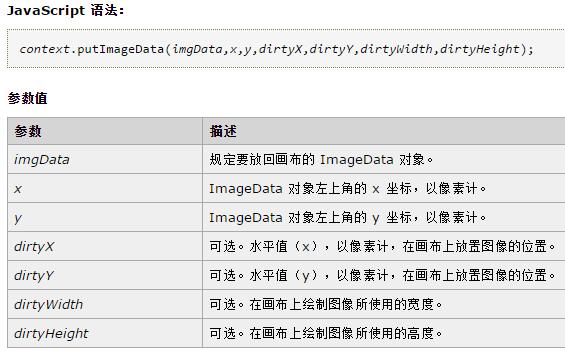 JavaScript 语法：
context.putImageData(imgData,x,y,dirtyX,dirtyY,dirtyWidth,dirtyHeight);
参数值
参数 描述
imgData 规定要放回画布的 ImageData 对象。
x ImageData 对象左上角的 x 坐标，以像素计。
y ImageData 对象左上角的 y 坐标，以像素计。
dirtyX 可选。水平值（x），以像素计，在画布上放置图像的位置。
dirtyY 可选。水平值（y），以像素计，在画布上放置图像的位置。
dirtyWidth 可选。在画布上绘制图像所使用的宽度。
dirtyHeight 可选。在画布上绘制图像所使用的高度。